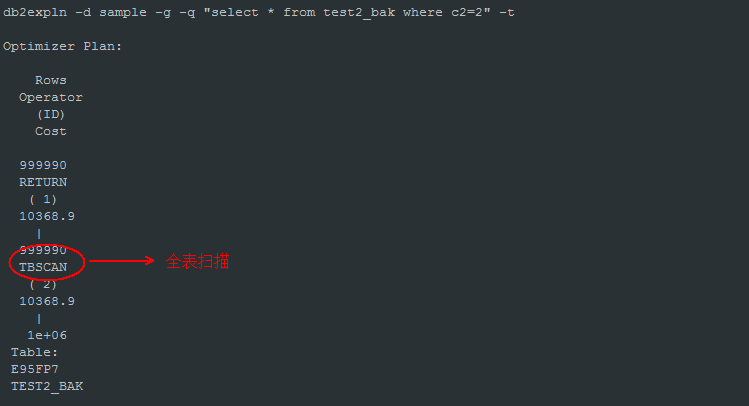 db2expln -d sample -g -q "select * from test2_bak where c2=2" -t
Optimizer Plan:
Rows
Operator
(ID)
Cost
999990
RETURN
( 1)
10368.9
|
999990
TBSCAN
( 2)
10368.9
|
1e+06
Table:
E95FP7
TEST2_BAK
全表扫描